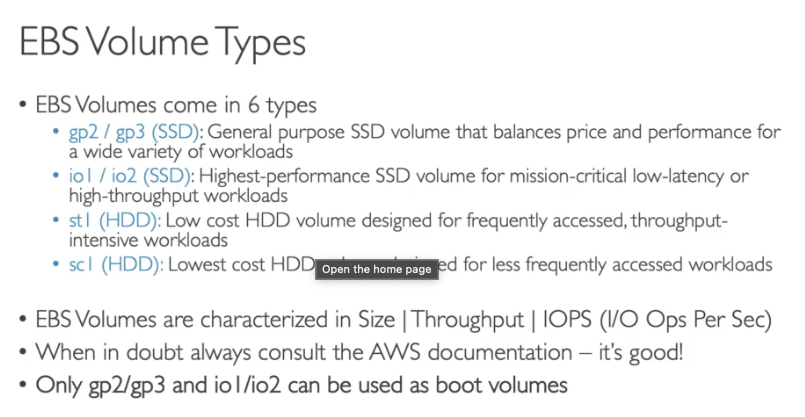 EBS Volume Types
• EBS Volumes come in 6 types
• gp2 / gp3 (SSD): General purpose SSD volume that balances price and performance for
a wide variety of workloads
• io1 / io2 (SSD): Highest-performance SSD volume for mission-critical low-latency or
high-throughput workloads
• st1 (HDD): Low cost HDD volume designed for frequently accessed, throughput-
intensive workloads
• sc1 (HDD): Lowest cost HDD Open the home page ed for less frequently accessed workloads
• EBS Volumes are characterized in Size | Throughput | IOPS (I/O Ops Per Sec)
• When in doubt always consult the AWS documentation – it's good!
• Only gp2/gp3 and io1/io2 can be used as boot volumes